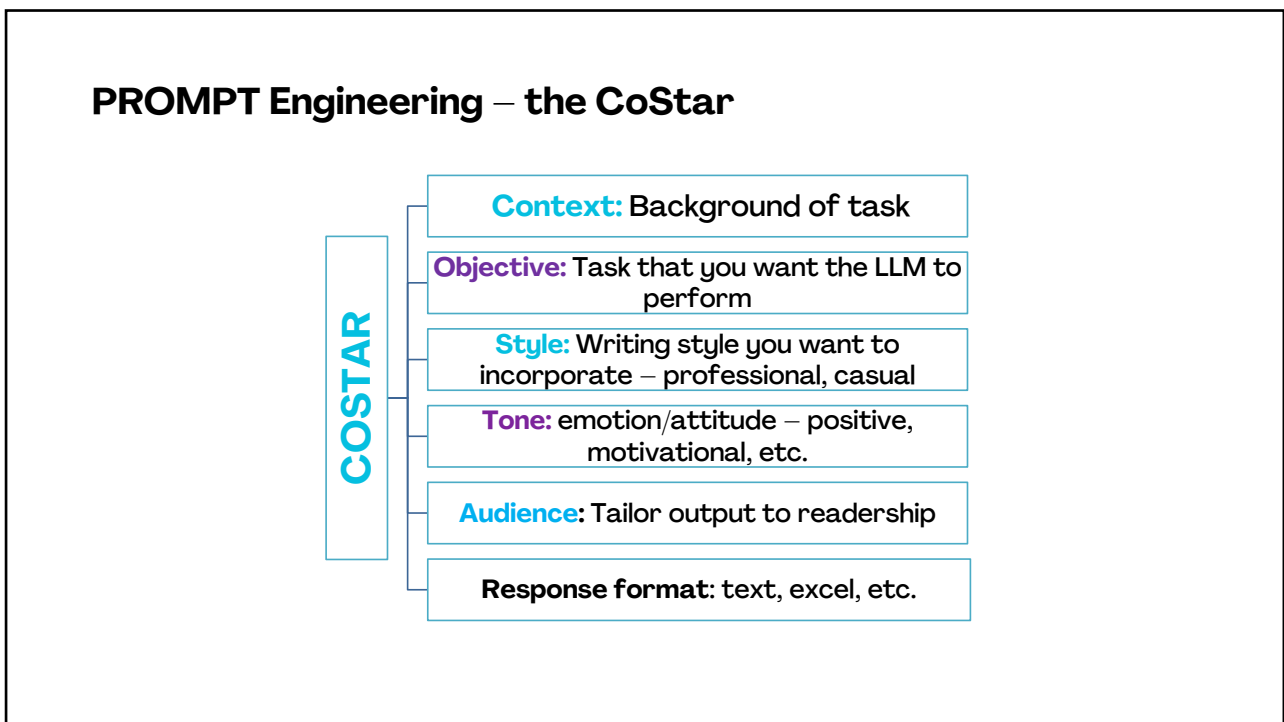 PROMPT Engineering – the CoStar
COSTAR
Context: Background of task
Objective: Task that you want the LLM to
perform
Style: Writing style you want to
incorporate – professional, casual
Tone: emotion/attitude – positive,
motivational, etc.
Audience: Tailor output to readership
Response format: text, excel, etc.